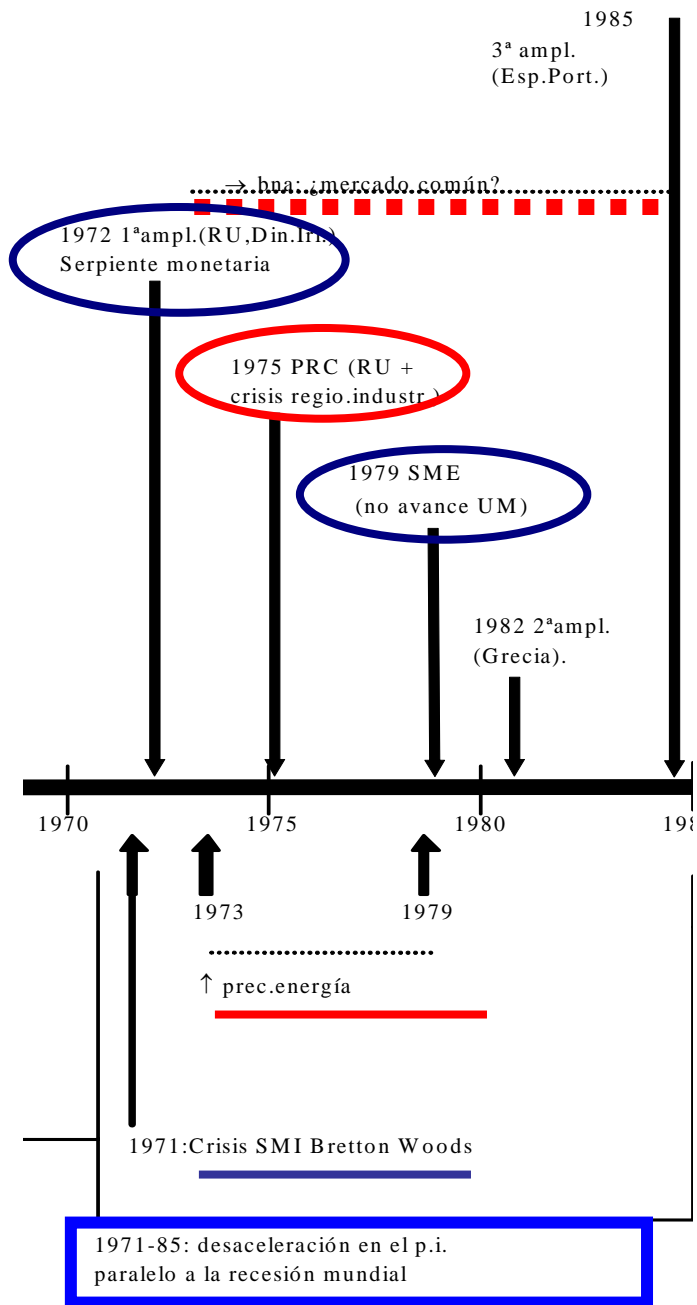 1985
3ª ampl.
(Esp.Port.)
→ bna: ¿mercado común?
1972 1ªampl.(RU,Din.Irl.)
Serpiente monetaria
1975 PRC (RU +
crisis regio.industr.)
1979 SME
(no avance UM)
1982 2ªampl.
(Grecia).
1970
1975
1980
198
1973
1979
↑ prec.energía
1971:Crisis SMI Bretton Woods
1971-85: desaceleración en el p.i.
paralelo a la recesión mundial